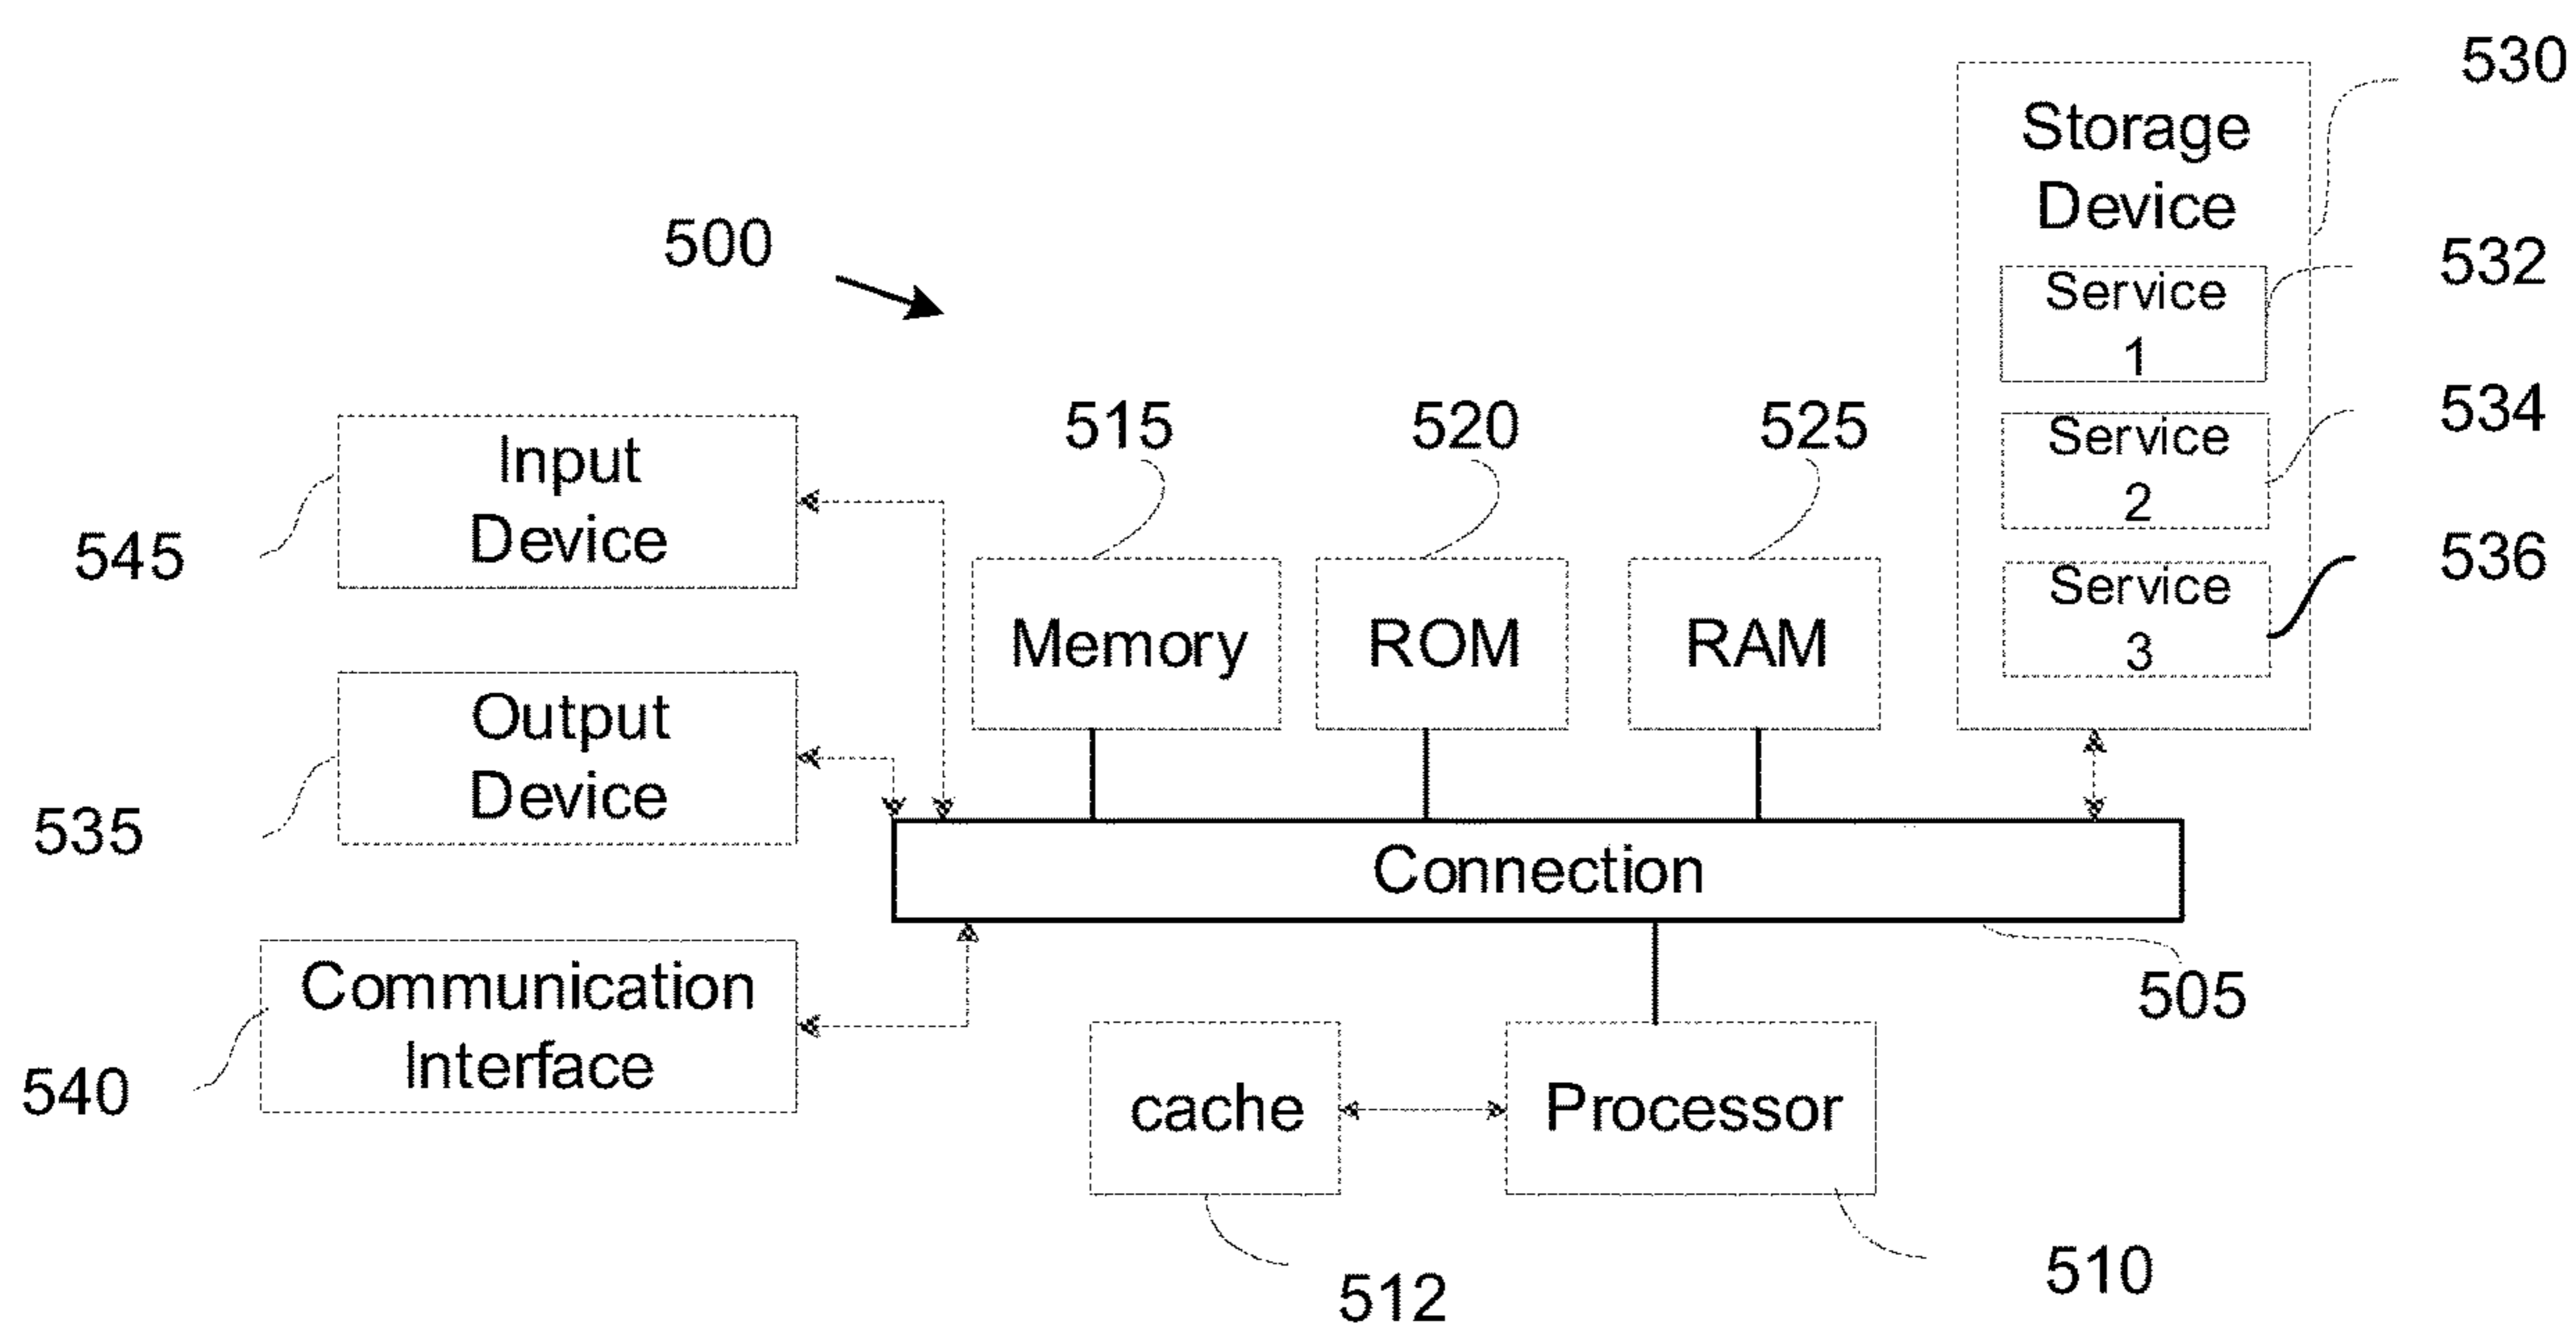 530
Storage
Device
500
532
Service
1
534
515
520
525
Service
2
Input
Device
545
536
Service
3
Memory
ROM
RAM
Output
Device
535
Connection
Communication
Interface
505
540
cache
Processor
510
512